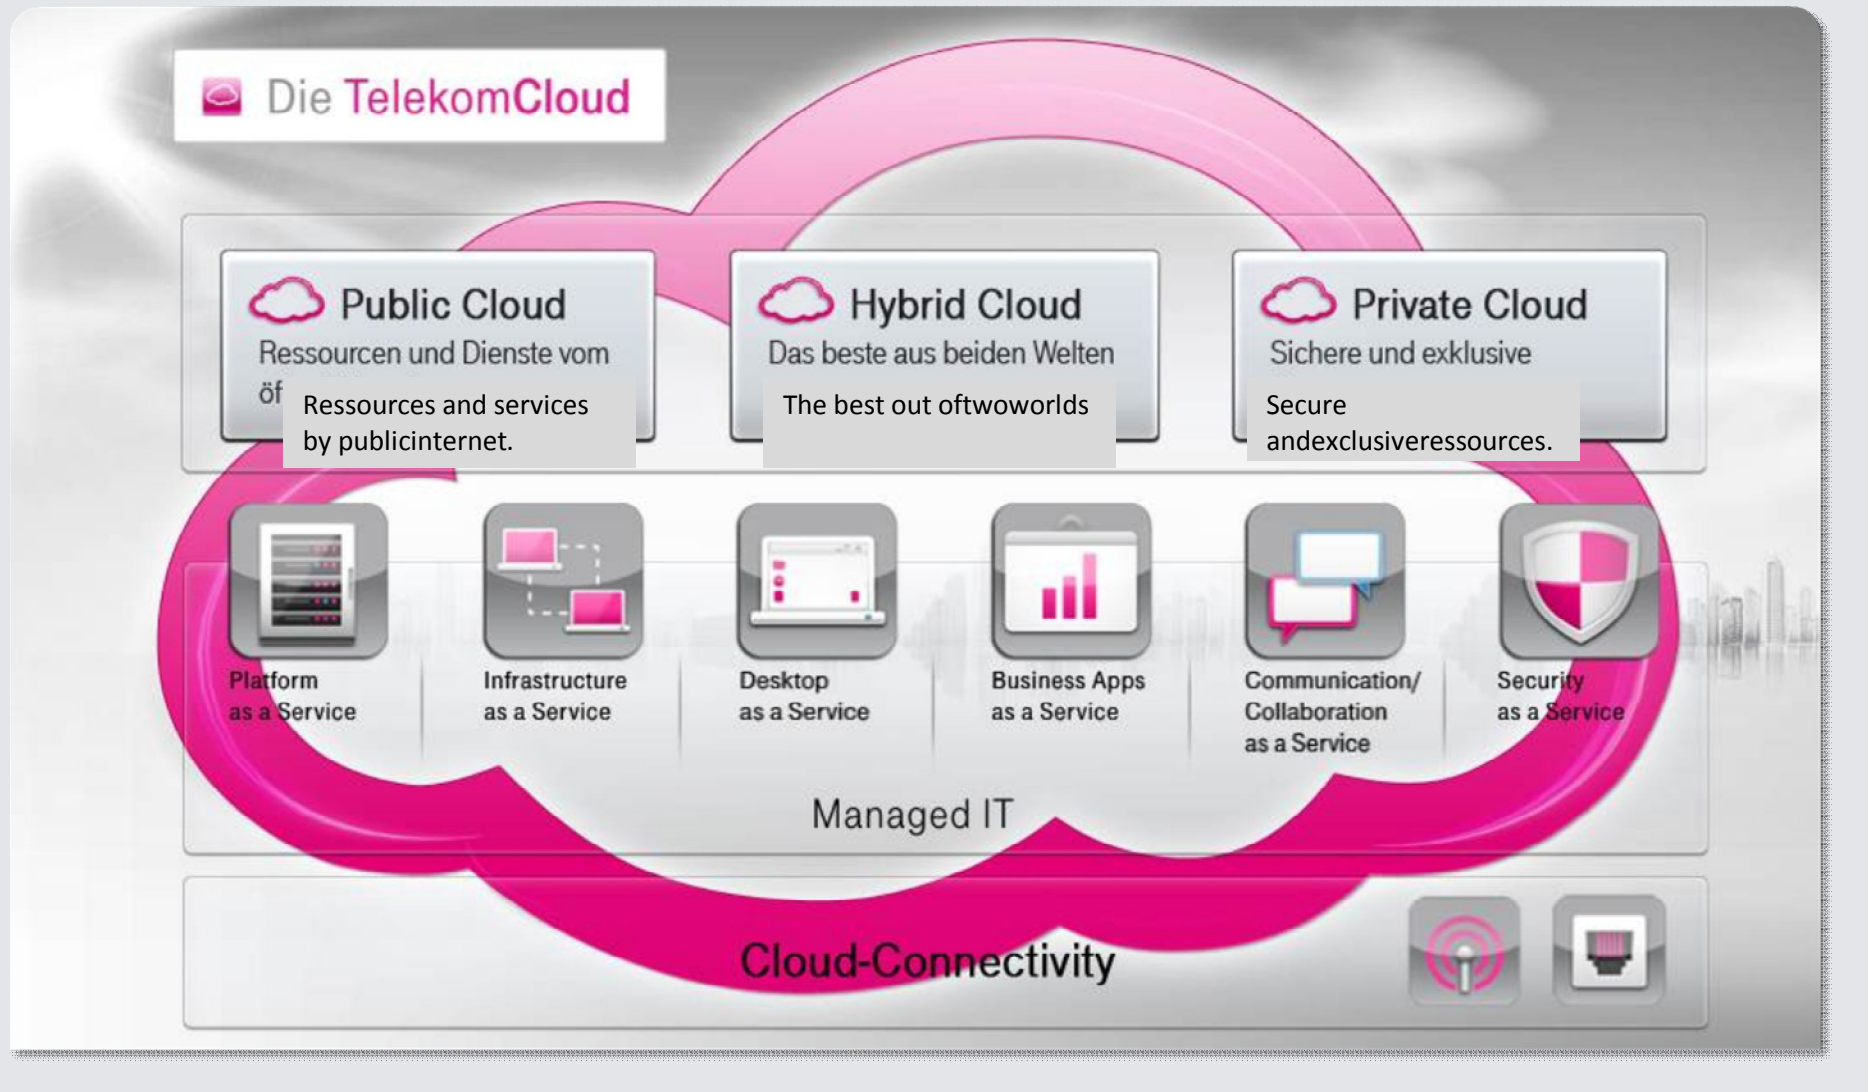 Die TelekomCloud
Public Cloud
Ressourcen und Dienste vom
Ressources and services
by publicinternet.
Hybrid Cloud
Das beste aus beiden Welten
The best out oftwoworlds
Private Cloud
Sichere und exklusive
Secure
andexclusiveressources.
Platform
as a Service
Infrastructure
as a Service
Desktop
as a Service
Business Apps
as a Service
Communication/
Collaboration
as a Service
Security
as a Service
Managed IT
Cloud-Connectivity